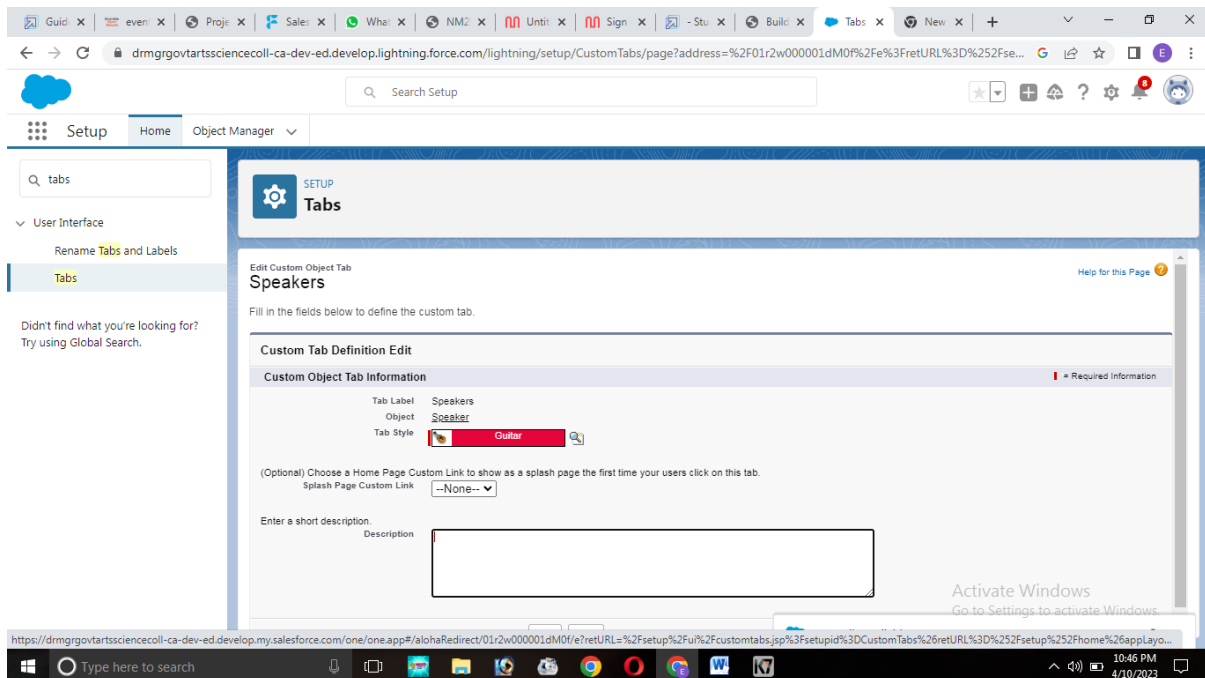 Guid
even
Proje
Sales
What
NM2
Untit
Sign
- Stu
Build
Tabs
New
drmgrgovtartssciencecoll-ca-dev-ed.develop.lightning.force.com/lightning/setup/CustomTabs/page?address=%2F01r2w000001dM0f%2Fe%3FretURL%3D%252Fse...
E
Search Setup
8
Setup
Home
Object Manager
tabs
User Interface
Rename Tabs and Labels
Tabs
Didn't find what you're looking for?
Try using Global Search.
SETUP
Tabs
Edit Custom Object Tab
Speakers
Help for this Page
Fill in the fields below to define the custom tab.
Custom Tab Definition Edit
Custom Object Tab Information
= Required Information
Tab Label Speakers
Object Speaker
Tab Style Guitar
(Optional) Choose a Home Page Custom Link to show as a splash page the first time your users click on this tab.
Splash Page Custom Link --None--
Enter a short description.
Description
Activate Windows
Go to Settings to activate Windows.
https://drmgrgovtartssciencecoll-ca-dev-ed.develop.my.salesforce.com/one/one.app#/alohaRedirect/01r2w000001dM0f/e?retURL=%2Fsetup%2Fui%2Fcustomtabs.jsp%3Fsetupid%3DCustomTabs%26retURL%3D%252Fsetup%252Fhome%26appLayo...
Type here to search
10:46 PM
4/10/2023